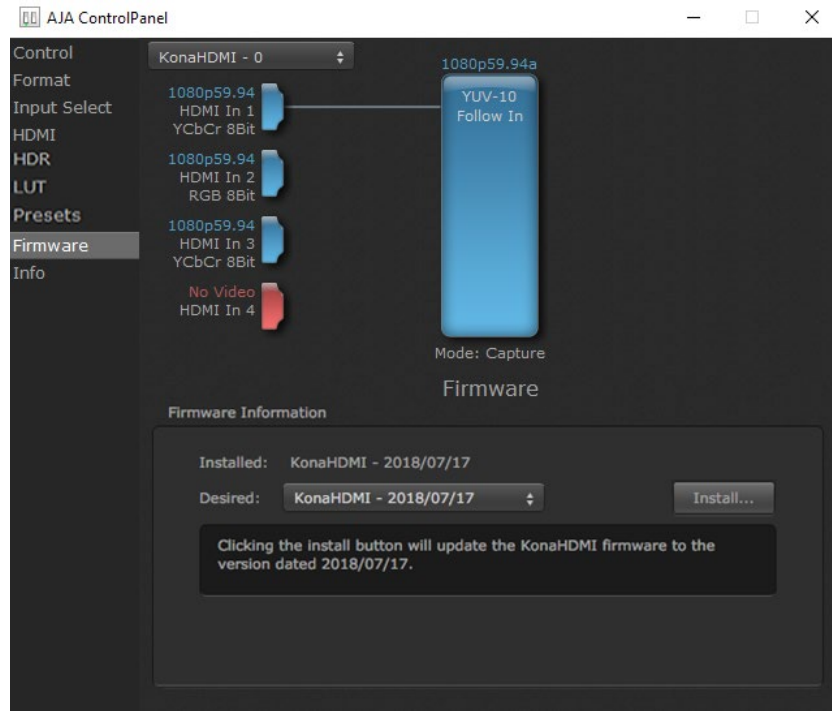 AJA ControlPanel
Control
Format
Input Select
HDMI
HDR
LUT
Presets
Firmware
Info
KonaHDMI - 0
1080p59.94
HDMI In 1
YCbCr 8Bit
1080p59.94
HDMI In 2
RGB 8Bit
1080p59.94
HDMI In 3
YCbCr 8Bit
No Video
HDMI In 4
1080p59.94a
YUV-10
Follow In
Mode: Capture
Firmware
Firmware Information
Installed: KonaHDMI - 2018/07/17
Desired: KonaHDMI - 2018/07/17 Install...
Clicking the install button will update the KonaHDMI firmware to the
version dated 2018/07/17.